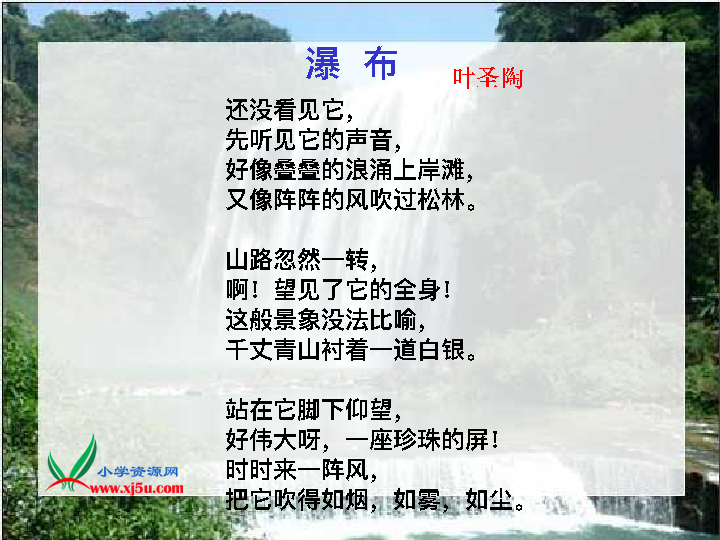 瀑 布
叶圣陶
还没看见它，
先听见它的声音，
好像叠叠的浪涌上岸滩，
又像阵阵的风吹过松林。
山路忽然一转，
啊！望见了它的全身！
这般景象没法比喻，
千丈青山衬着一道白银。
站在它脚下仰望，
好伟大呀，一座珍珠的屏！
时时来一阵风，
把它吹得如烟，如雾，如尘。
小学资源网
www.xj5u.com